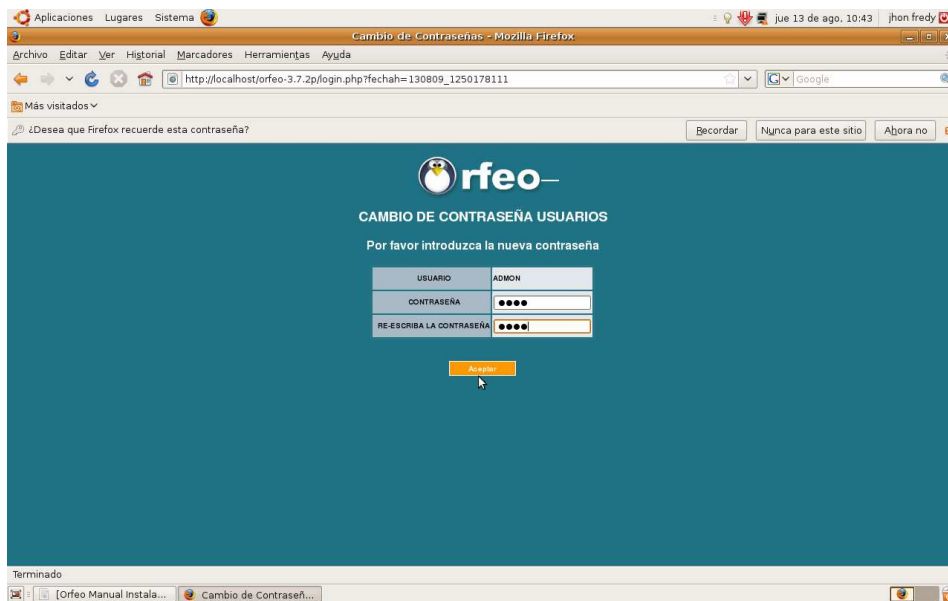 Aplicaciones Lugares Sistema jue 13 de ago, 10:43 jhon fredy
Cambio de Contraseñas - Mozilla Firefox
Archivo Editar Ver Historial Marcadores Herramientas Ayuda
http://localhost/orfeo-3.7.2p/login.php?fechah=130809_1250178111 Google
Más visitados
¿Desea que Firefox recuerde esta contraseña? Recordar Nunca para este sitio Ahora no
Orfeo
CAMBIO DE CONTRASEÑA USUARIOS
Por favor introduzca la nueva contraseña
USUARIO ADMON
CONTRASEÑA ●●●●
RE-ESCRIBA LA CONTRASEÑA ●●●●
Aceptar
Terminado
[Orfeo Manual Instala... Cambio de Contraseñ...